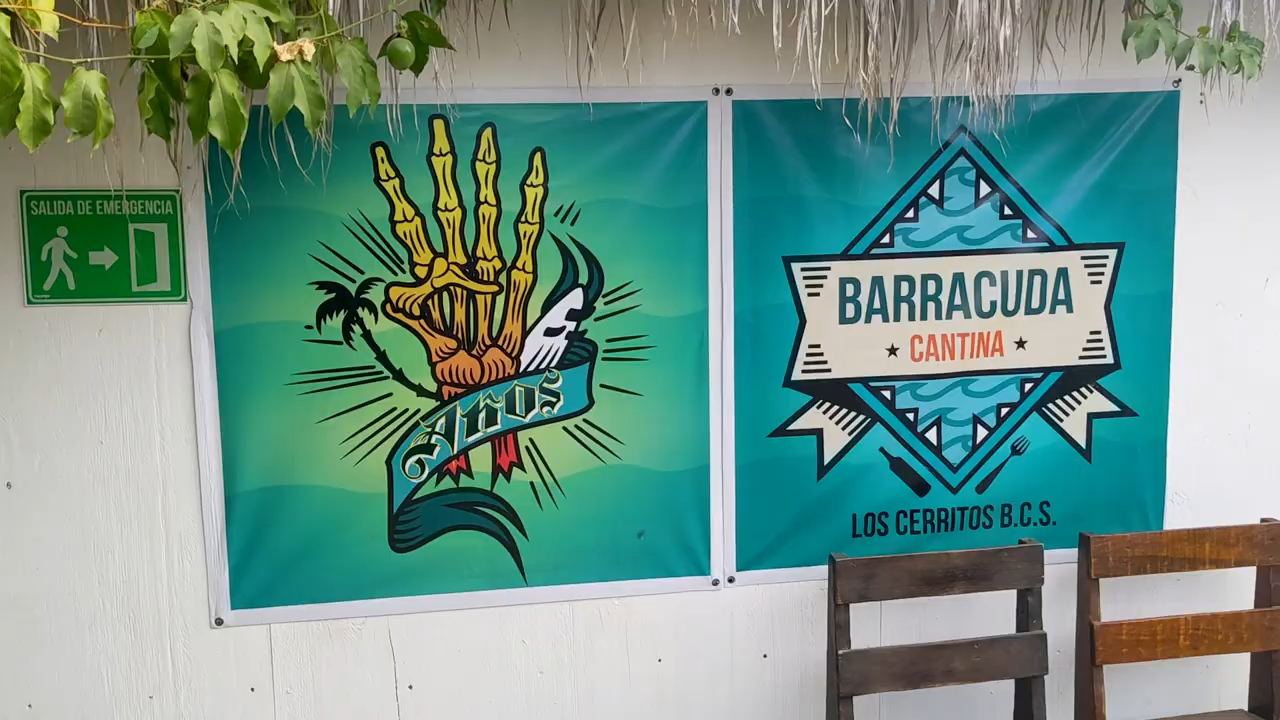 SALIDA DE EMERGENCIA
Años
BARRACUDA
CANTINA
LOS CERRITOS B.C.S.